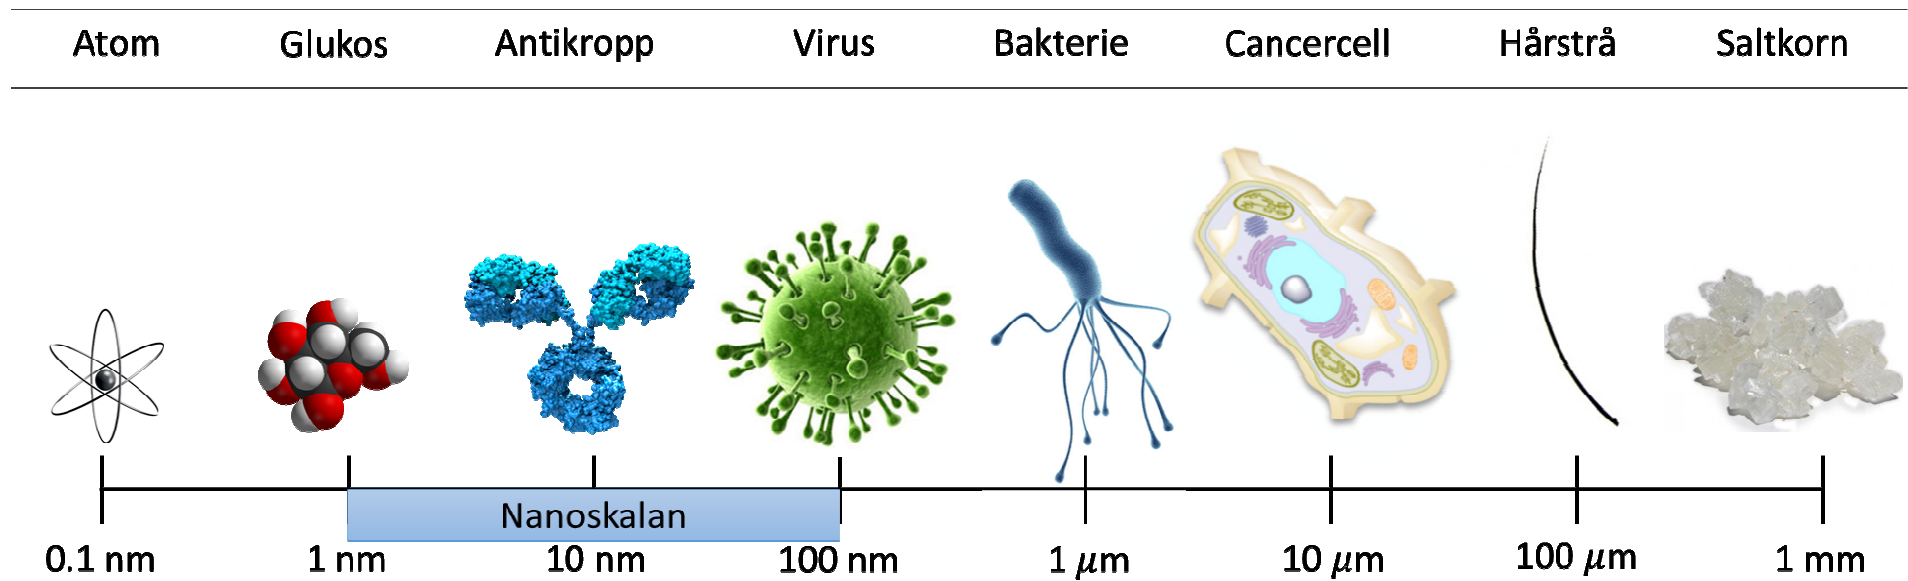 Atom Glukos Antikropp Virus Bakterie Cancercell Hårstrå Saltkorn
Nanoskalan
0.1 nm 1 nm 10 nm 100 nm 1 μm 10 μm 100 μm 1 mm